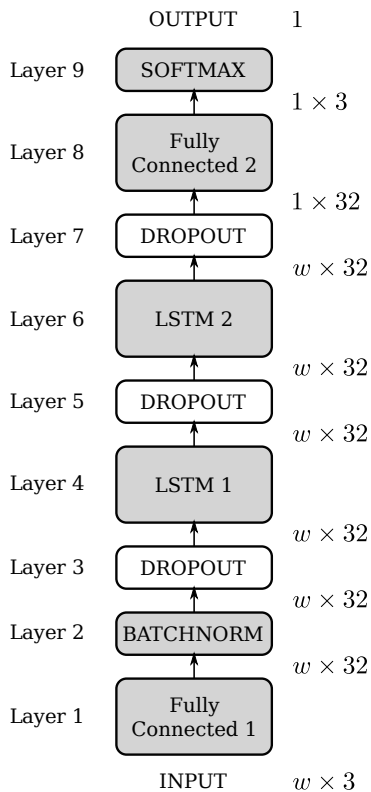 OUTPUT 1
Layer 9 SOFTMAX
1 × 3
Layer 8 Fully
Connected 2
1 × 32
Layer 7 DROPOUT
w × 32
Layer 6 LSTM 2
w × 32
Layer 5 DROPOUT
w × 32
Layer 4 LSTM 1
w × 32
Layer 3 DROPOUT
w × 32
Layer 2 BATCHNORM
w × 32
Layer 1 Fully
Connected 1
INPUT w × 3